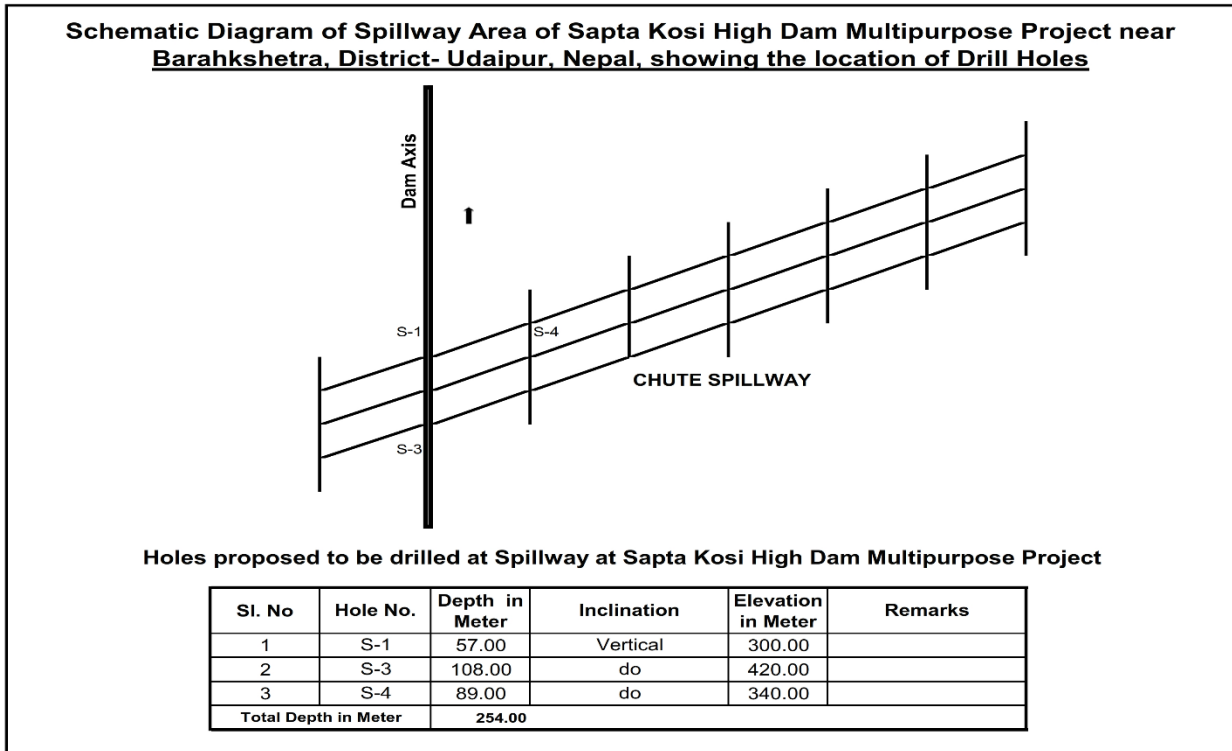 Schematic Diagram of Spillway Area of Sapta Kosi High Dam Multipurpose Project near
Barahkshetra, District- Udaipur, Nepal, showing the location of Drill Holes
Dam Axis
S-1
S-4
CHUTE SPILLWAY
S-3
Holes proposed to be drilled at Spillway at Sapta Kosi High Dam Multipurpose Project
Sl. No Hole No. Depth in Meter Inclination Elevation in Meter Remarks
1 S-1 57.00 Vertical 300.00
2 S-3 108.00 do 420.00
3 S-4 89.00 do 340.00
Total Depth in Meter 254.00